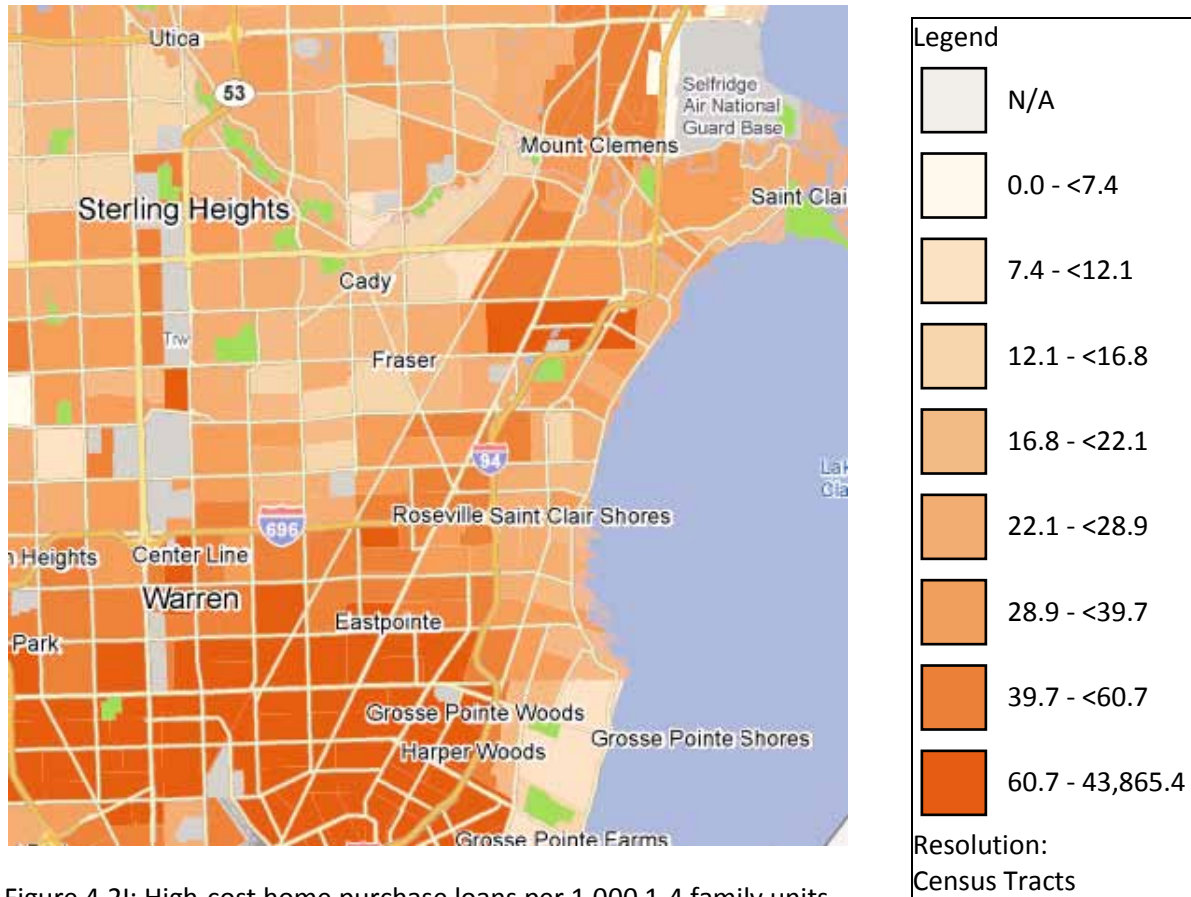 Utica
53
Selfridge
Air National
Guard Base
Mount Clemens
Sterling Heights
Saint Clai
Cady
Trw
Fraser
94
Lak
Cla
Roseville Saint Clair Shores
696
n Heights
Center Line
Warren
Eastpointe
Park
Grosse Pointe Woods
Grosse Pointe Shores
Harper Woods
Grosse Pointe Farms
Legend
N/A
0.0 - <7.4
7.4 - <12.1
12.1 - <16.8
16.8 - <22.1
22.1 - <28.9
28.9 - <39.7
39.7 - <60.7
60.7 - 43,865.4
Resolution:
Census Tracts